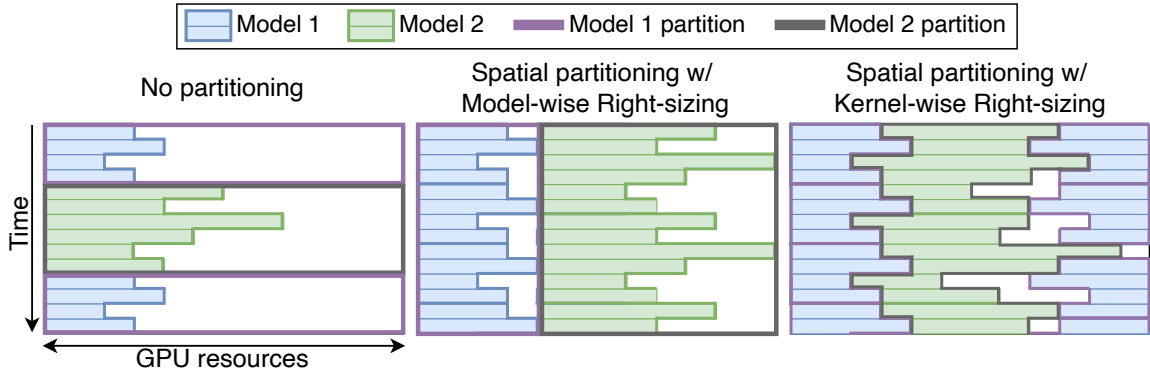 Model 1 Model 2 Model 1 partition Model 2 partition
No partitioning
Spatial partitioning w/
Model-wise Right-sizing
Spatial partitioning w/
Kernel-wise Right-sizing
Time
GPU resources